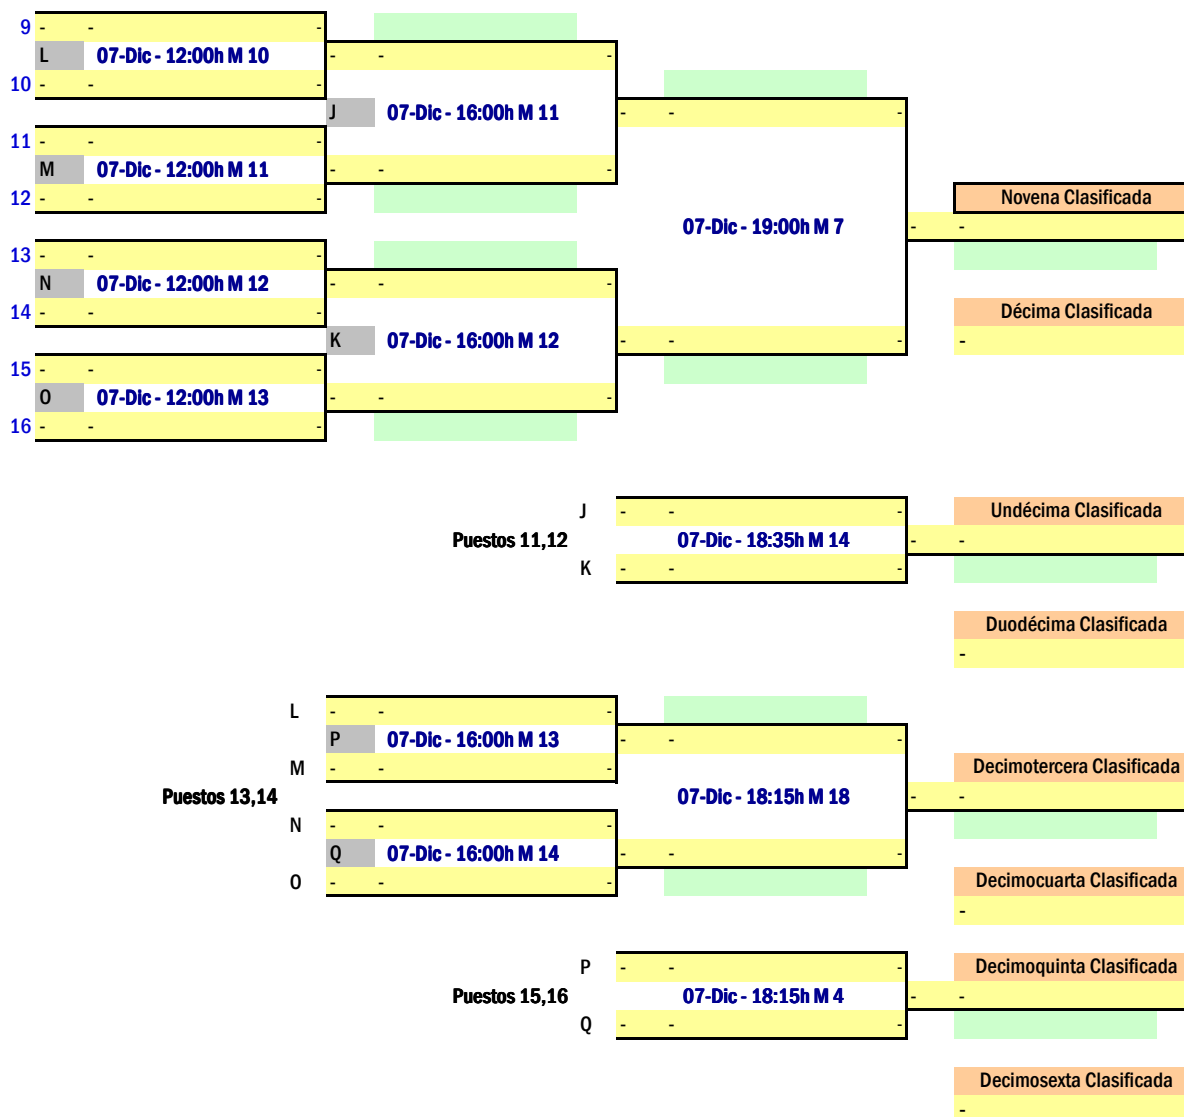 9 - - -
L 07-Dic - 12:00h M 10 - - -
10 - - -
J 07-Dic - 16:00h M 11 - - -
11 - - -
M 07-Dic - 12:00h M 11 - - -
12 - - - Novena Clasificada
07-Dic - 19:00h M 7 - -
13 - - -
N 07-Dic - 12:00h M 12 - - -
14 - - - Décima Clasificada
K 07-Dic - 16:00h M 12 - - - -
15 - - -
O 07-Dic - 12:00h M 13 - - -
16 - - -
J - - - Undécima Clasificada
Puestos 11,12 07-Dic - 18:35h M 14 - -
K - - -
Duodécima Clasificada
-
L - - -
P 07-Dic - 16:00h M 13 - - -
M - - - Decimotercera Clasificada
Puestos 13,14 07-Dic - 18:15h M 18 - -
N - - -
Q 07-Dic - 16:00h M 14 - - -
O - - - Decimocuarta Clasificada
-
P - - - Decimoquinta Clasificada
Puestos 15,16 07-Dic - 18:15h M 4 - -
Q - - -
Decimosexta Clasificada
-